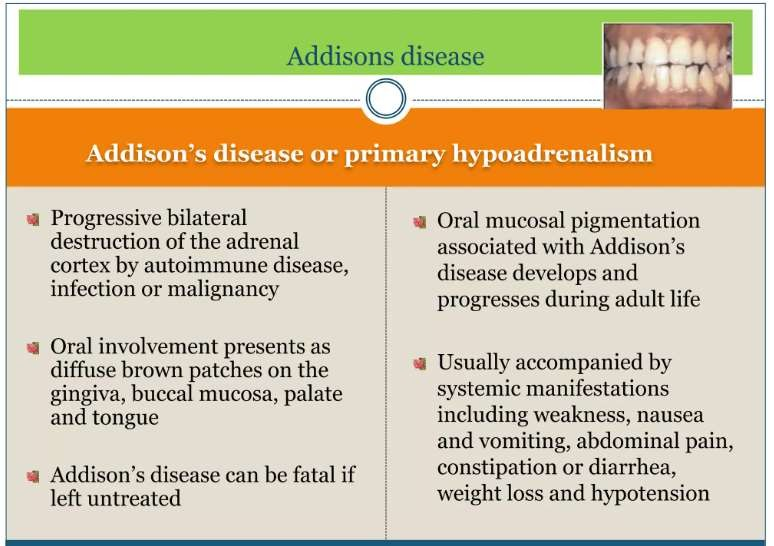 Addisons disease
Addison's disease or primary hypoadrenalism
Progressive bilateral
destruction of the adrenal
cortex by autoimmune disease,
infection or malignancy
Oral involvement presents as
diffuse brown patches on the
gingiva, buccal mucosa, palate
and tongue
Addison's disease can be fatal if
left untreated
Oral mucosal pigmentation
associated with Addison's
disease develops and
progresses during adult life
Usually accompanied by
systemic manifestations
including weakness, nausea
and vomiting, abdominal pain,
constipation or diarrhea,
weight loss and hypotension